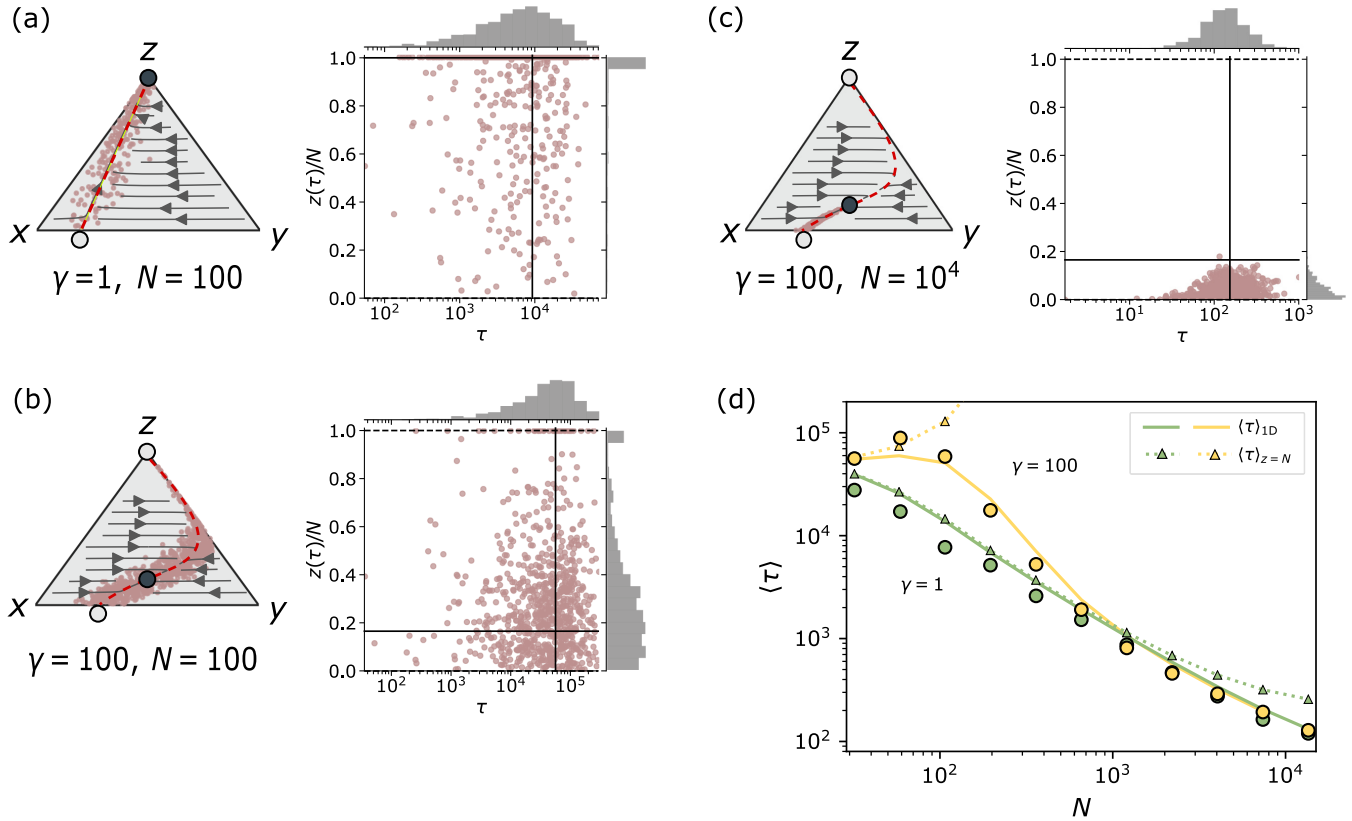 (a)
z
x
y
γ = 1, N = 100
z(τ)/N
1.0
0.8
0.6
0.4
0.2
0.0
10²
10³
10⁴
τ
(b)
z
x
y
γ = 100, N = 100
z(τ)/N
1.0
0.8
0.6
0.4
0.2
0.0
10²
10³
10⁴
10⁵
τ
(c)
z
x
y
γ = 100, N = 10⁴
z(τ)/N
1.0
0.8
0.6
0.4
0.2
0.0
10¹
10²
10³
τ
(d)
⟨τ⟩
10⁵
10⁴
10³
10²
γ = 100
γ = 1
⟨τ⟩1D
⟨τ⟩z=N
10²
10³
10⁴
N